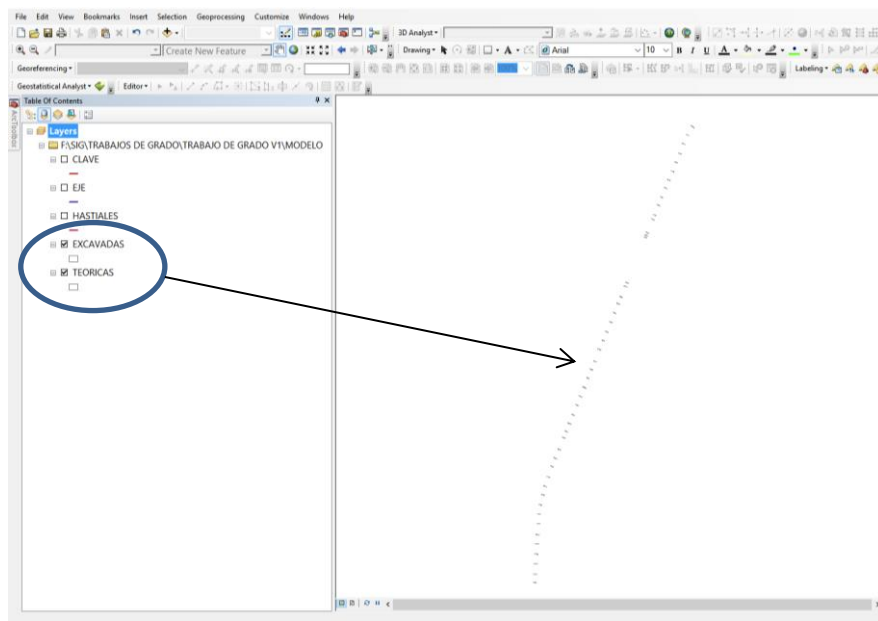 File Edit View Bookmarks Insert Selection Geoprocessing Customize Windows Help
3D Analyst
Create New Feature Drawing A Arial 10 B I U A
Georeferencing Labeling
Geostatistical Analyst Editor
Table Of Contents
ArcToolbox
Layers
F:\SIG\TRABAJOS DE GRADO\TRABAJO DE GRADO V1\MODELO
CLAVE
EJE
HASTIALES
EXCAVADAS
TEORICAS